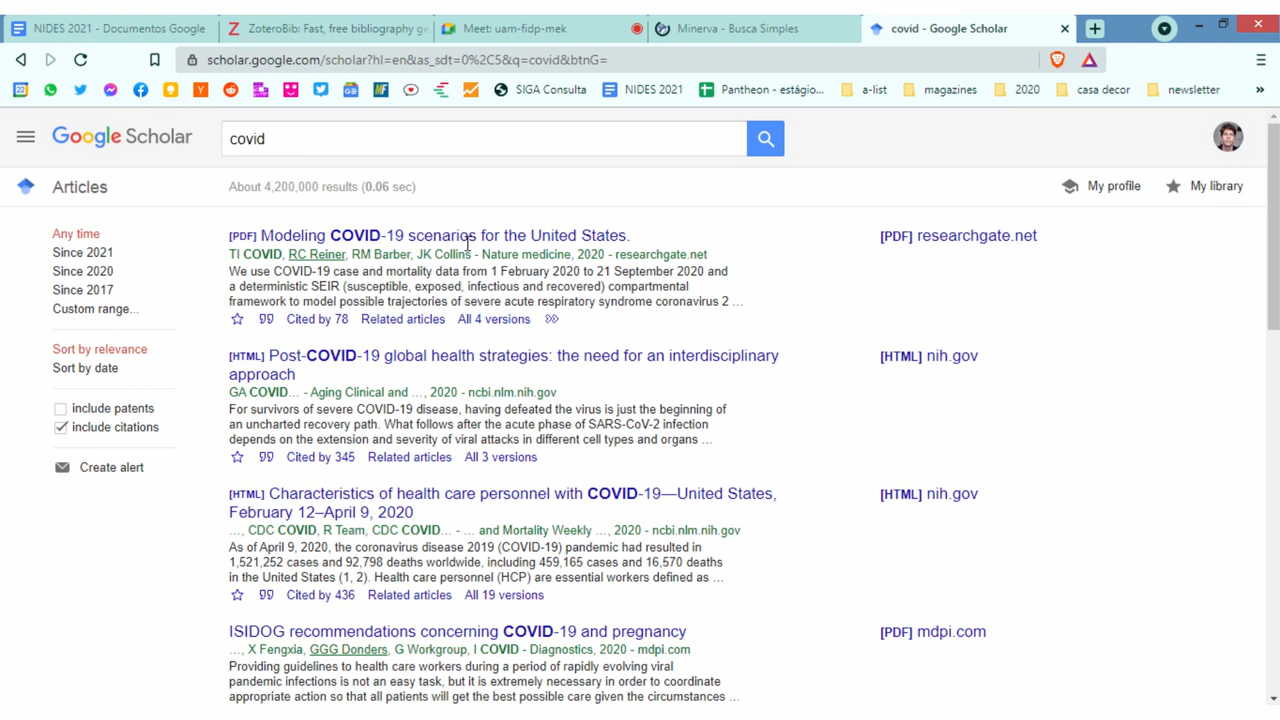 NIDES 2021 - Documentos Google
ZoteroBib: Fast, free bibliography ge
Meet: uam-fidp-mek
Minerva - Busca Simples
covid - Google Scholar
scholar.google.com/scholar?hl=en&as_sdt=0%2C5&q=covid&btnG=
SIGA Consulta
NIDES 2021
Pantheon - estágio...
a-list
magazines
2020
casa decor
newsletter
Google Scholar
covid
Articles
About 4,200,000 results (0.06 sec)
My profile
My library
Any time
Since 2021
Since 2020
Since 2017
Custom range...
Sort by relevance
Sort by date
include patents
include citations
Create alert
[PDF] Modeling COVID-19 scenarios for the United States.
TI COVID, RC Reiner, RM Barber, JK Collins - Nature medicine, 2020 - researchgate.net
We use COVID-19 case and mortality data from 1 February 2020 to 21 September 2020 and
a deterministic SEIR (susceptible, exposed, infectious and recovered) compartmental
framework to model possible trajectories of severe acute respiratory syndrome coronavirus 2 ...
Cited by 78 Related articles All 4 versions
[PDF] researchgate.net
[HTML] Post-COVID-19 global health strategies: the need for an interdisciplinary
approach
GA COVID... - Aging Clinical and ..., 2020 - ncbi.nlm.nih.gov
For survivors of severe COVID-19 disease, having defeated the virus is just the beginning of
an uncharted recovery path. What follows after the acute phase of SARS-CoV-2 infection
depends on the extension and severity of viral attacks in different cell types and organs ...
Cited by 345 Related articles All 3 versions
[HTML] nih.gov
[HTML] Characteristics of health care personnel with COVID-19—United States,
February 12–April 9, 2020
..., CDC COVID, R Team, CDC COVID... - ... and Mortality Weekly ..., 2020 - ncbi.nlm.nih.gov
As of April 9, 2020, the coronavirus disease 2019 (COVID-19) pandemic had resulted in
1,521,252 cases and 92,798 deaths worldwide, including 459,165 cases and 16,570 deaths
in the United States (1, 2). Health care personnel (HCP) are essential workers defined as ...
Cited by 436 Related articles All 19 versions
[HTML] nih.gov
ISIDOG recommendations concerning COVID-19 and pregnancy
..., X Fengxia, GGG Donders, G Workgroup, I COVID - Diagnostics, 2020 - mdpi.com
Providing guidelines to health care workers during a period of rapidly evolving viral
pandemic infections is not an easy task, but it is extremely necessary in order to coordinate
appropriate action so that all patients will get the best possible care given the circumstances ...
[PDF] mdpi.com